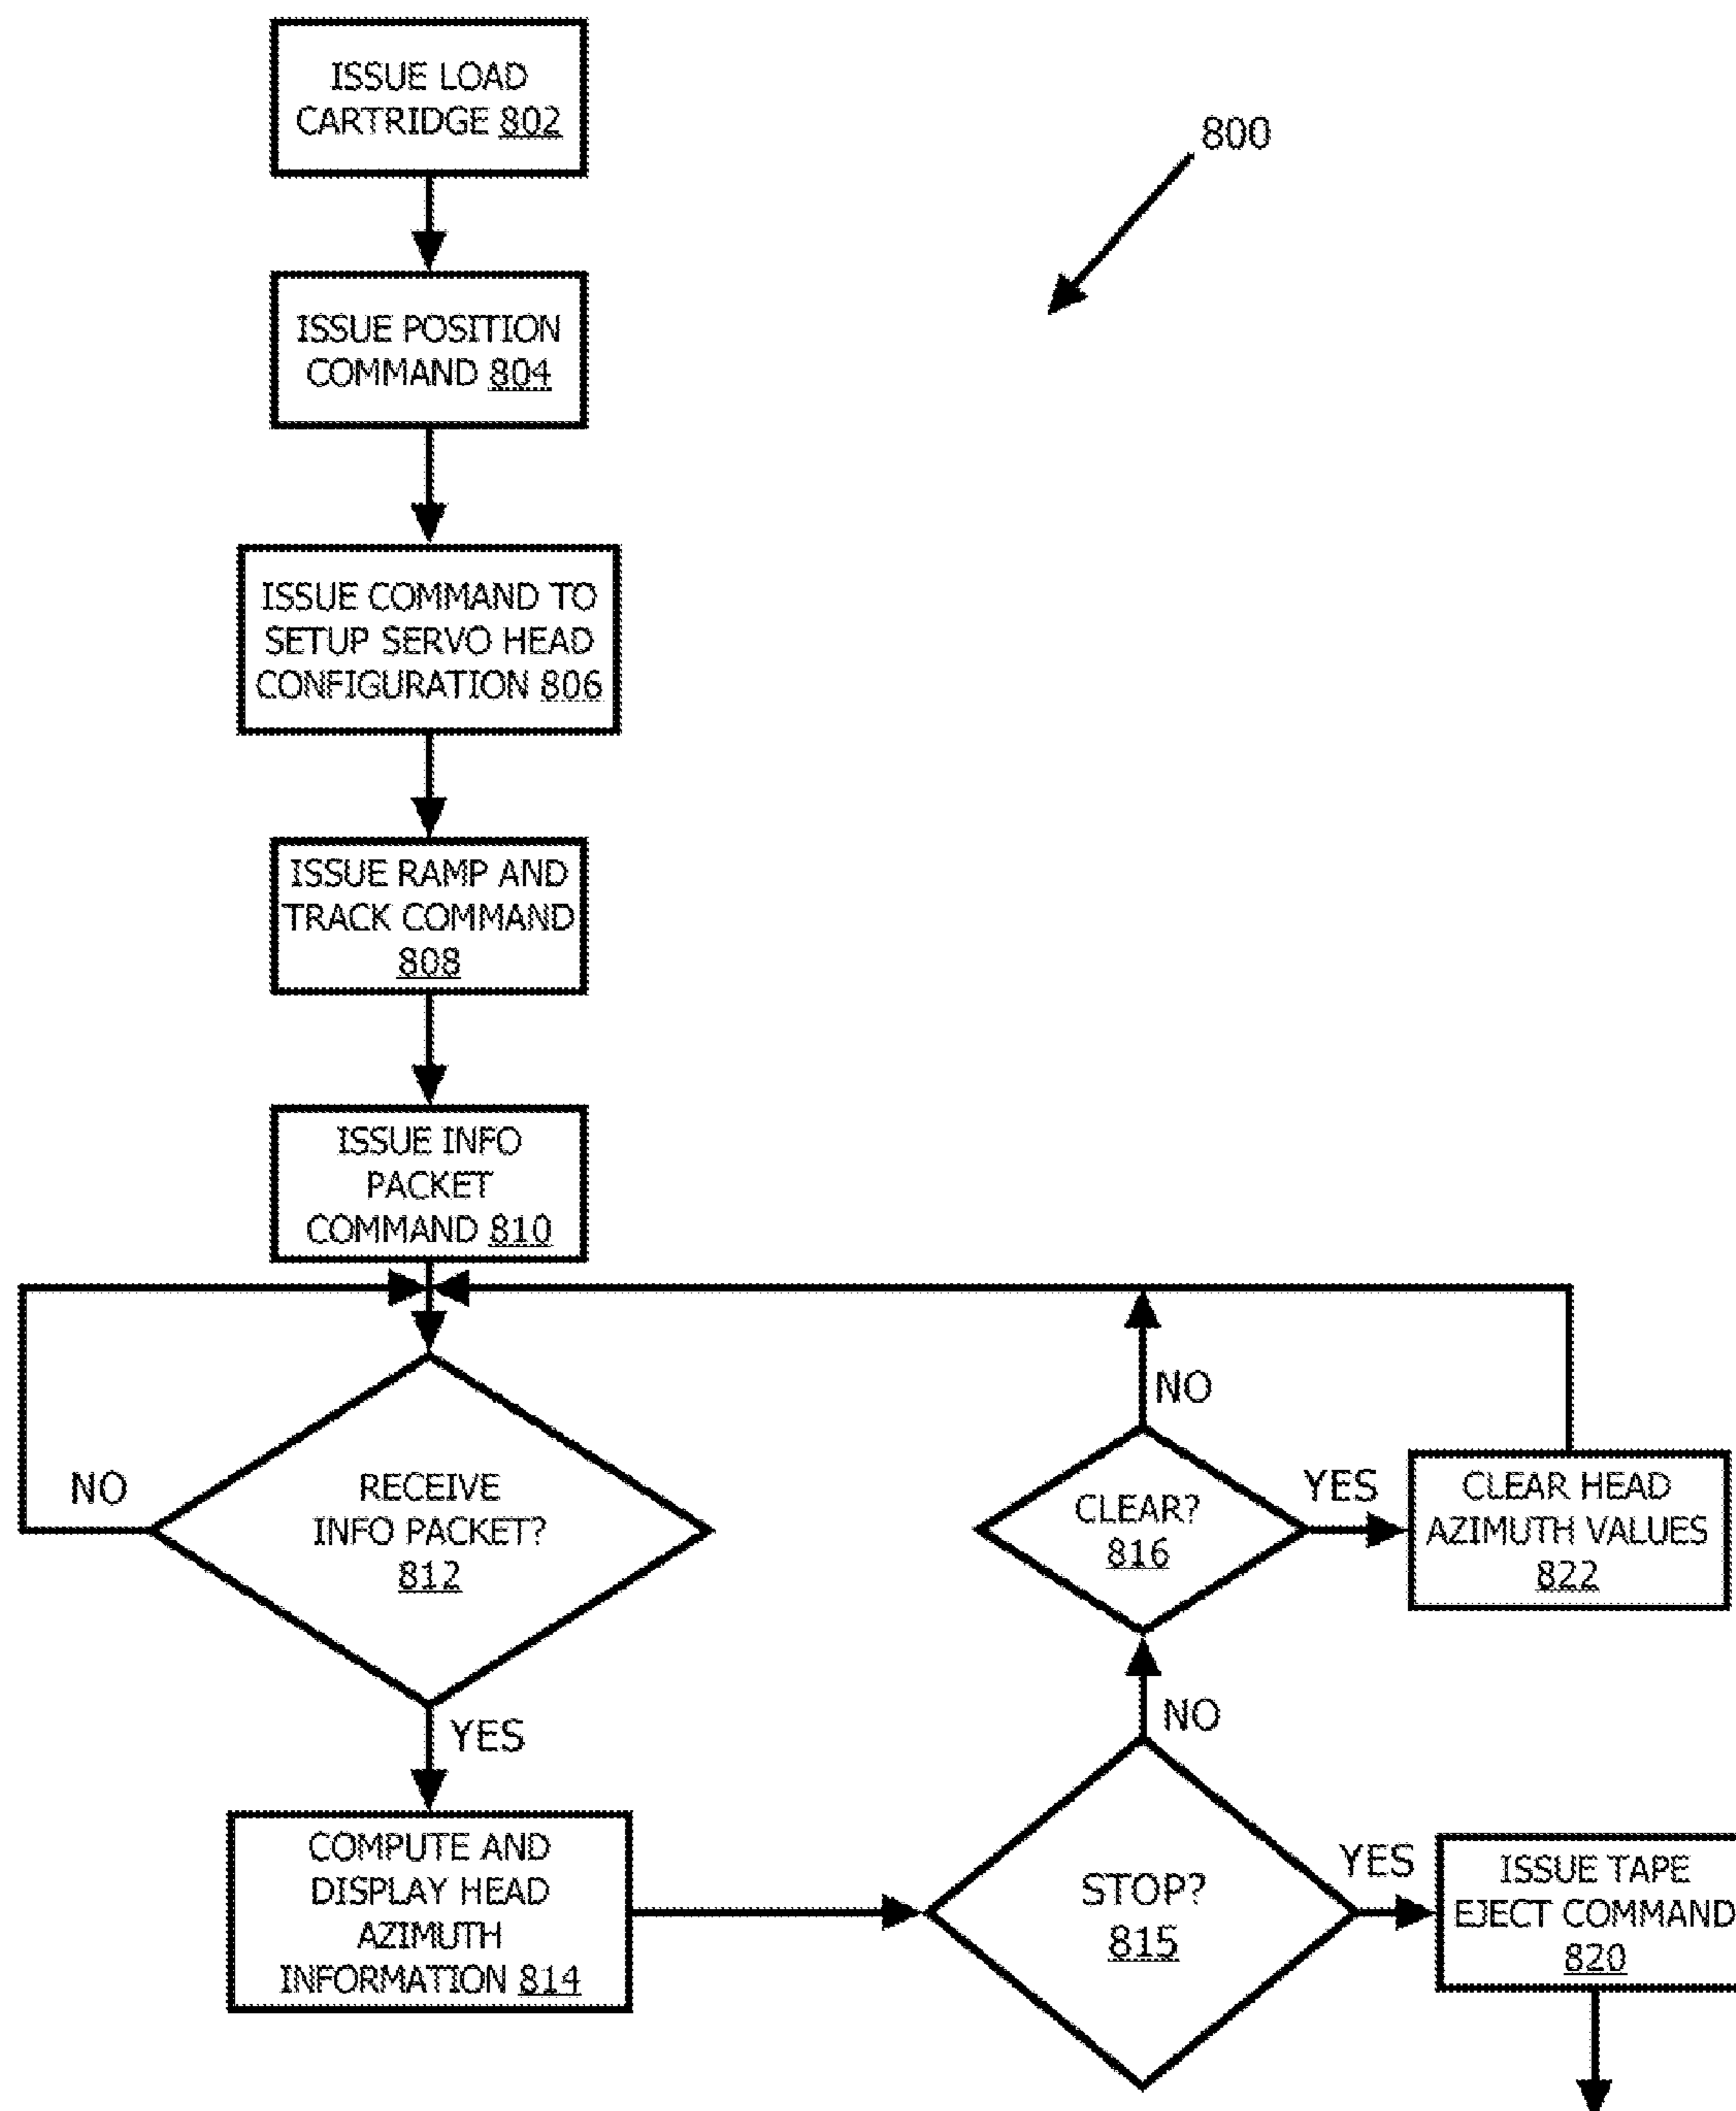 ISSUE LOAD
CARTRIDGE 802
800
ISSUE POSITION
COMMAND 804
ISSUE COMMAND TO
SETUP SERVO HEAD
CONFIGURATION 806
ISSUE RAMP AND
TRACK COMMAND
808
ISSUE INFO
PACKET
COMMAND 810
RECEIVE
INFO PACKET?
812
NO
YES
COMPUTE AND
DISPLAY HEAD
AZIMUTH
INFORMATION 814
STOP?
815
NO
YES
CLEAR?
816
NO
YES
CLEAR HEAD
AZIMUTH VALUES
822
ISSUE TAPE
EJECT COMMAND
820